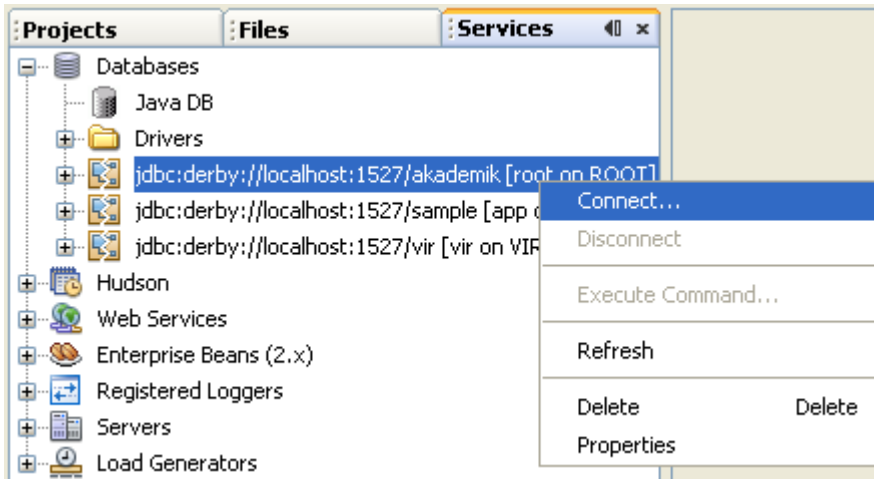 Projects
Files
Services
Databases
Java DB
Drivers
jdbc:derby://localhost:1527/akademik [root on ROOT]
jdbc:derby://localhost:1527/sample [app
jdbc:derby://localhost:1527/vir [vir on VIR
Hudson
Web Services
Enterprise Beans (2.x)
Registered Loggers
Servers
Load Generators
Connect...
Disconnect
Execute Command...
Refresh
Delete Delete
Properties